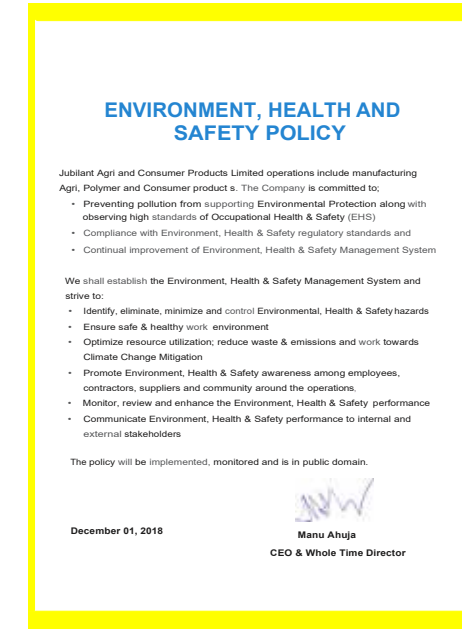 ENVIRONMENT, HEALTH AND
SAFETY POLICY
Jubilant Agri and Consumer Products Limited operations include manufacturing
Agri, Polymer and Consumer product s. The Company is committed to;
• Preventing pollution from supporting Environmental Protection along with
observing high standards of Occupational Health & Safety (EHS)
• Compliance with Environment, Health & Safety regulatory standards and
• Continual improvement of Environment, Health & Safety Management System
We shall establish the Environment, Health & Safety Management System and
strive to:
• Identify, eliminate, minimize and control Environmental, Health & Safety hazards
• Ensure safe & healthy work environment
• Optimize resource utilization; reduce waste & emissions and work towards
Climate Change Mitigation
• Promote Environment, Health & Safety awareness among employees,
contractors, suppliers and community around the operations,
• Monitor, review and enhance the Environment, Health & Safety performance
• Communicate Environment, Health & Safety performance to internal and
external stakeholders
The policy will be implemented, monitored and is in public domain.
December 01, 2018
Manu Ahuja
CEO & Whole Time Director